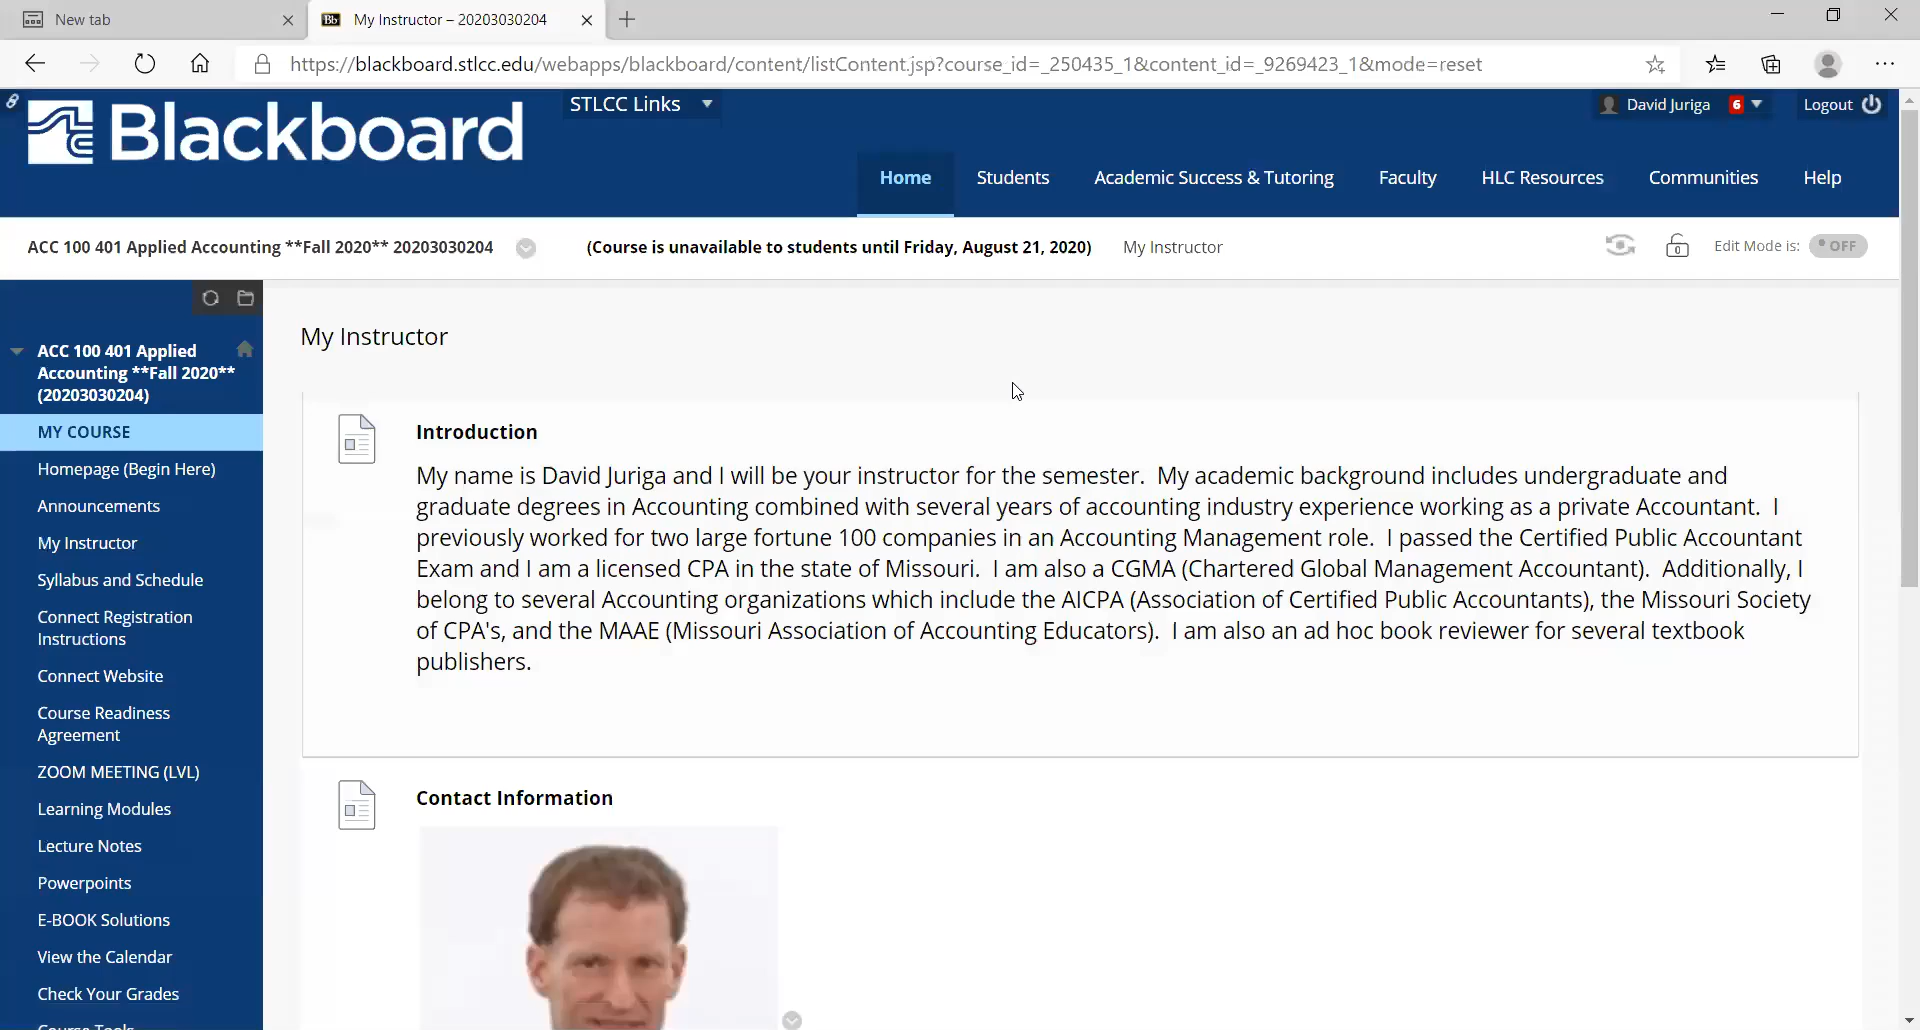 New tab
My Instructor – 20203030204
https://blackboard.stlcc.edu/webapps/blackboard/content/listContent.jsp?course_id=_250435_1&content_id=_9269423_1&mode=reset
Blackboard
STLCC Links
David Juriga 6
Logout
Home
Students
Academic Success & Tutoring
Faculty
HLC Resources
Communities
Help
ACC 100 401 Applied Accounting **Fall 2020** 20203030204
(Course is unavailable to students until Friday, August 21, 2020)
My Instructor
Edit Mode is:
OFF
ACC 100 401 Applied
Accounting **Fall 2020**
(20203030204)
MY COURSE
Homepage (Begin Here)
Announcements
My Instructor
Syllabus and Schedule
Connect Registration
Instructions
Connect Website
Course Readiness
Agreement
ZOOM MEETING (LVL)
Learning Modules
Lecture Notes
Powerpoints
E-BOOK Solutions
View the Calendar
Check Your Grades
Course Tools
My Instructor
Introduction
My name is David Juriga and I will be your instructor for the semester. My academic background includes undergraduate and
graduate degrees in Accounting combined with several years of accounting industry experience working as a private Accountant. I
previously worked for two large fortune 100 companies in an Accounting Management role. I passed the Certified Public Accountant
Exam and I am a licensed CPA in the state of Missouri. I am also a CGMA (Chartered Global Management Accountant). Additionally, I
belong to several Accounting organizations which include the AICPA (Association of Certified Public Accountants), the Missouri Society
of CPA's, and the MAAE (Missouri Association of Accounting Educators). I am also an ad hoc book reviewer for several textbook
publishers.
Contact Information